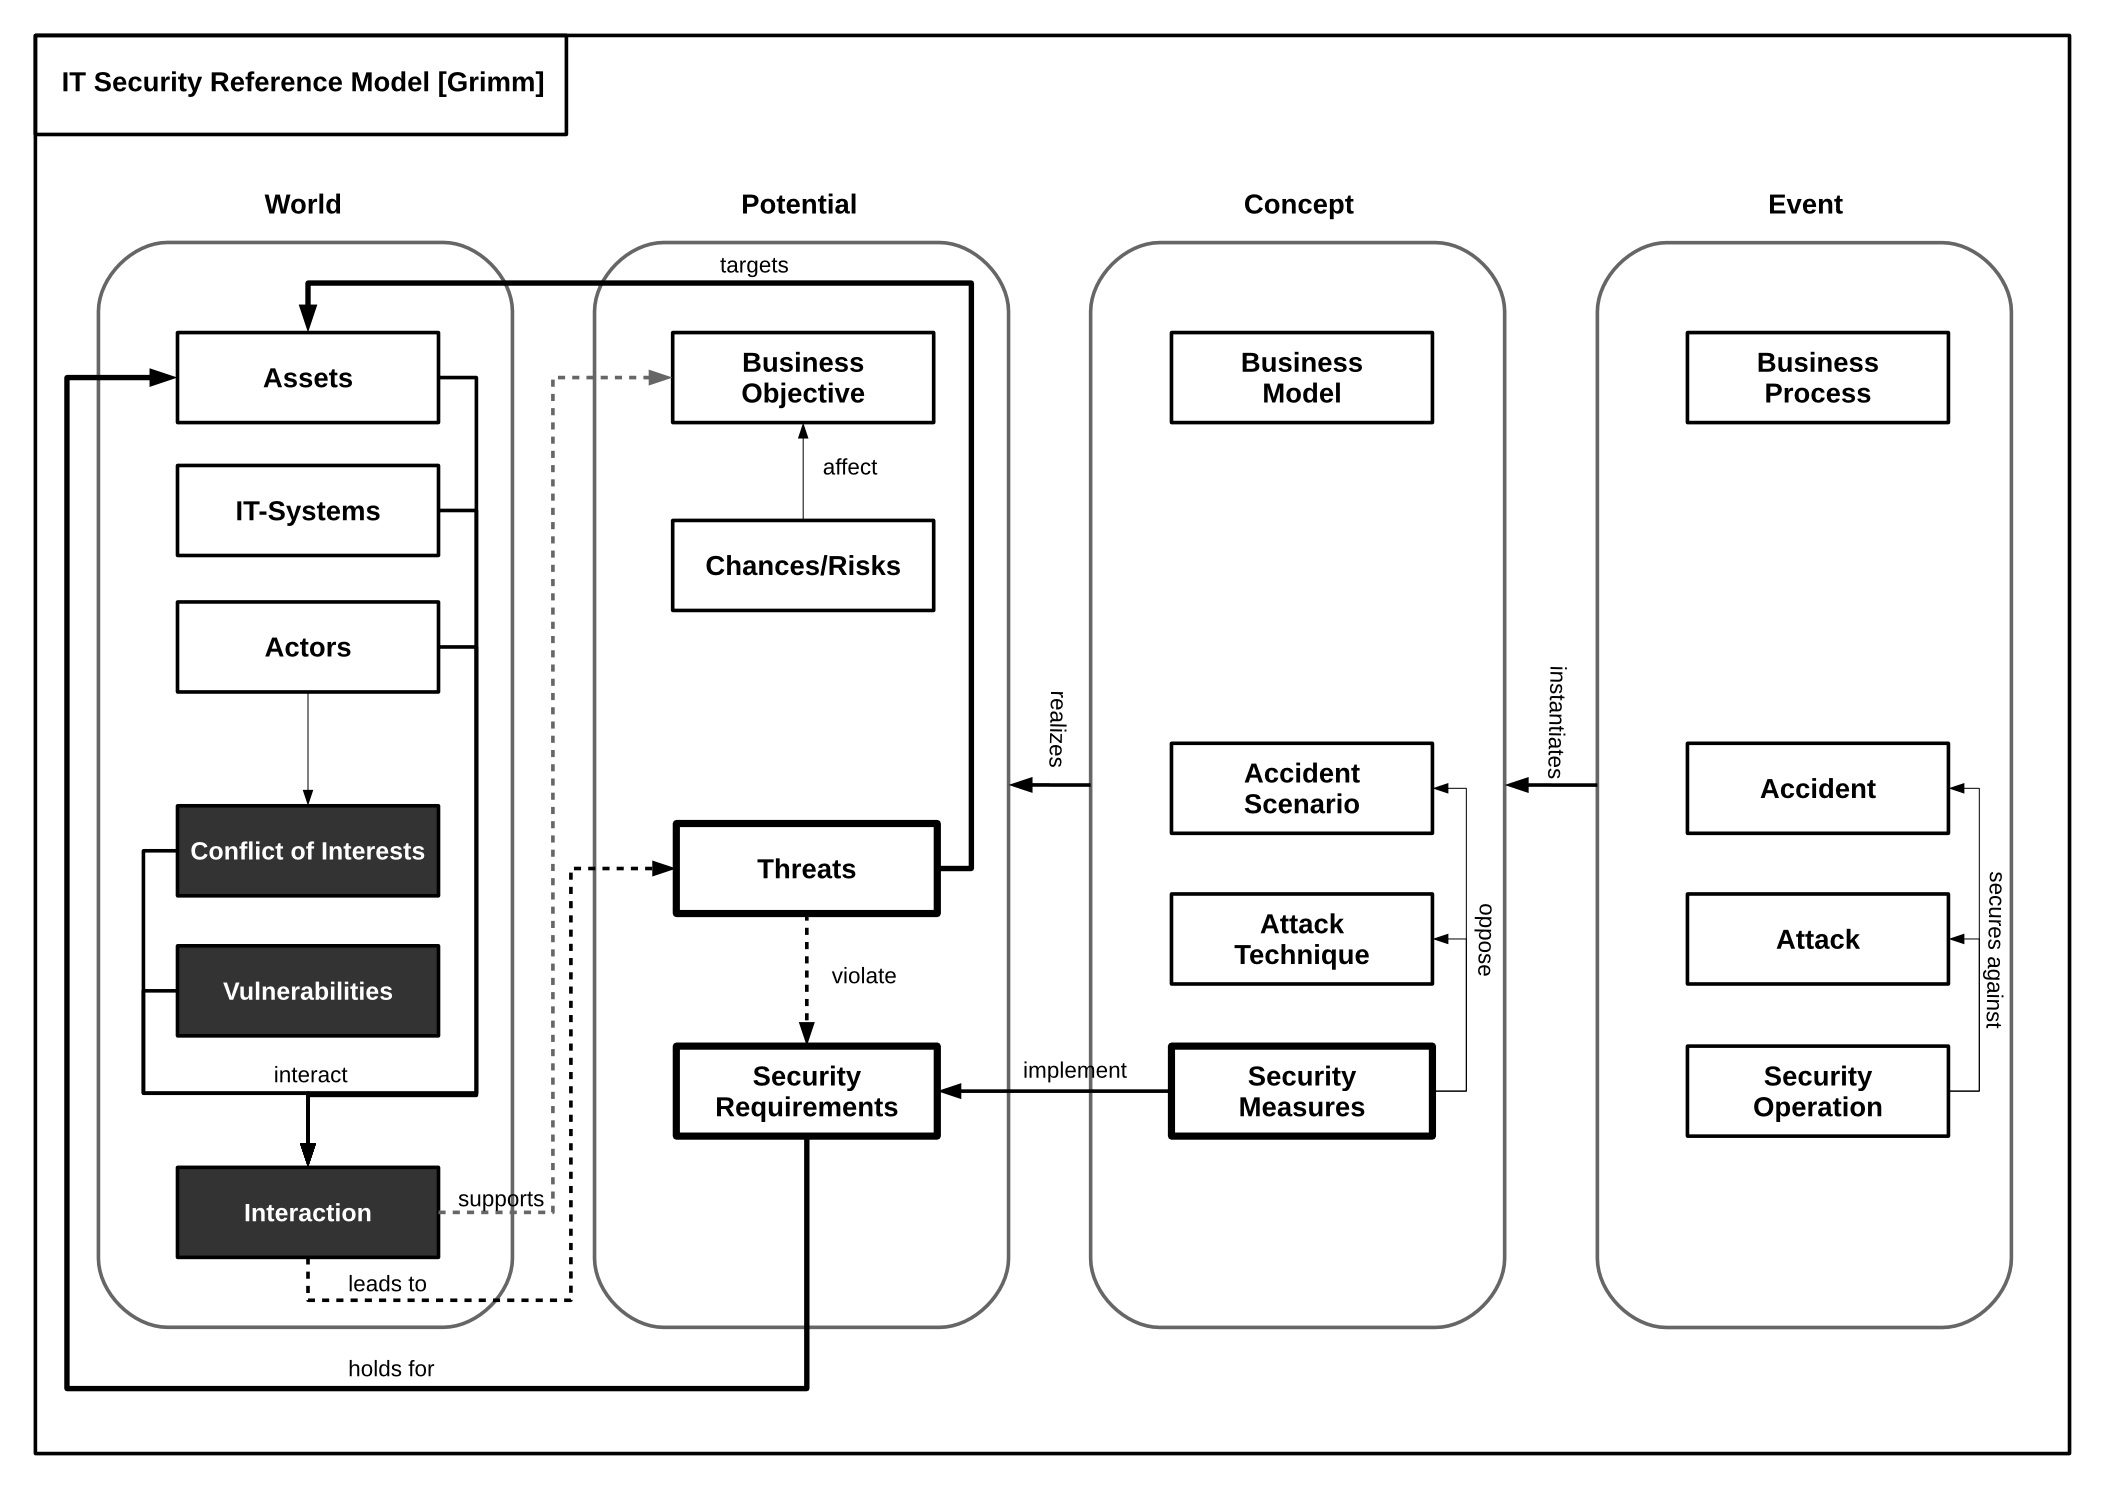 IT Security Reference Model [Grimm]
World
Potential
Concept
Event
targets
Assets
Business
Objective
Business
Model
Business
Process
affect
IT-Systems
Chances/Risks
Actors
realizes
instantiates
Accident
Scenario
Accident
Conflict of Interests
Threats
Attack
Technique
oppose
Attack
secures against
violate
Vulnerabilities
interact
Security
Requirements
implement
Security
Measures
Security
Operation
Interaction
supports
leads to
holds for